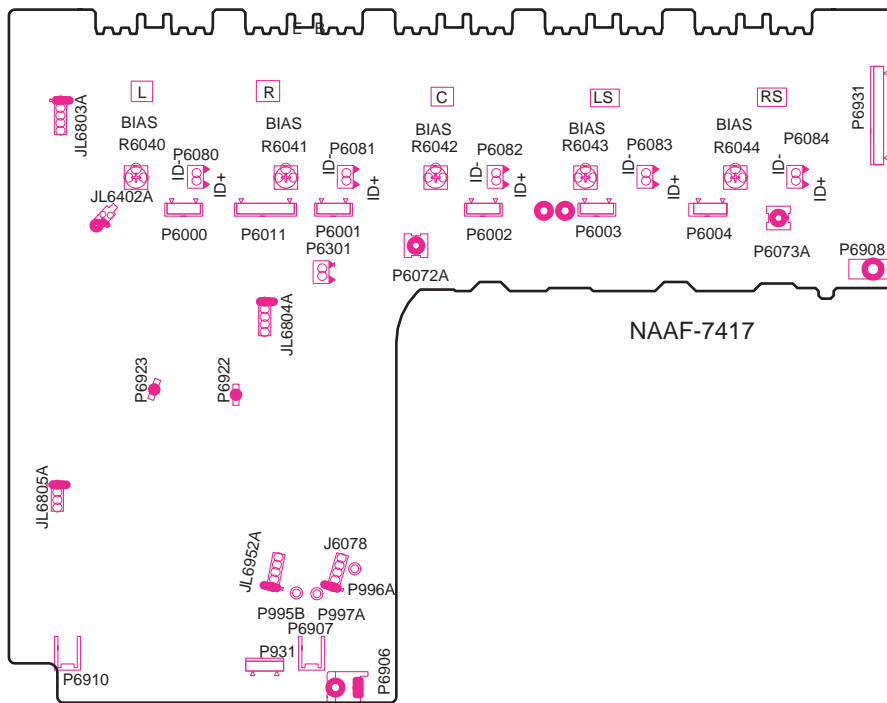 E B
L
R
C
LS
RS
JL6803A
P6931
BIAS
R6040
BIAS
R6041
BIAS
R6042
BIAS
R6043
BIAS
R6044
P6080
P6081
P6082
P6083
P6084
ID-
ID+
ID-
ID+
ID-
ID+
ID-
ID+
ID-
ID+
JL6402A
P6000
P6011
P6001
P6002
P6003
P6004
P6301
P6072A
P6073A
P6908
JL6804A
NAAF-7417
P6923
P6922
JL6805A
JL6952A
J6078
P996A
P995B
P997A
P6907
P931
P6910
P6906